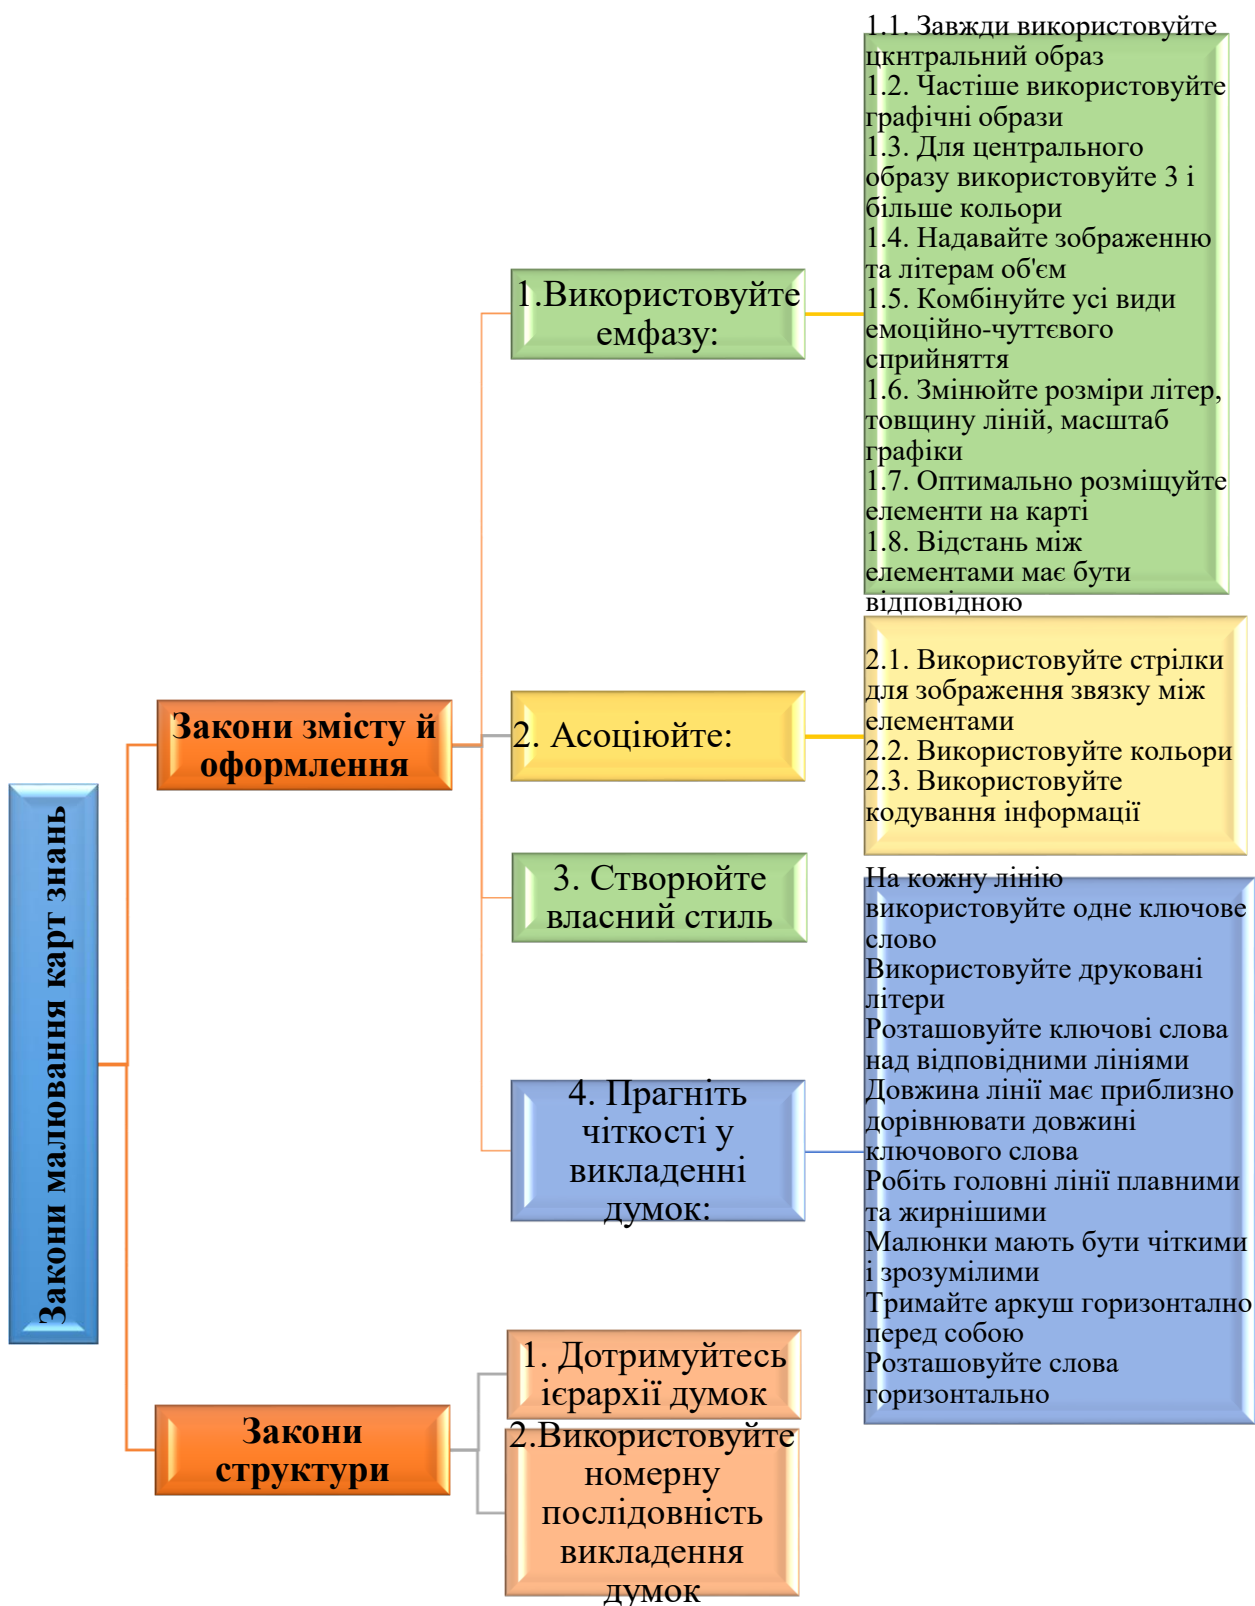 Закони малювання карт знань
Закони змісту й
оформлення
1.Використовуйте
емфазу:
1.1. Завжди використовуйте
цкнтральний образ
1.2. Частіше використовуйте
графічні образи
1.3. Для центрального
образу використовуйте 3 і
більше кольори
1.4. Надавайте зображенню
та літерам об'єм
1.5. Комбінуйте усі види
емоційно-чуттєвого
сприйняття
1.6. Змінюйте розміри літер,
товщину ліній, масштаб
графіки
1.7. Оптимально розміщуйте
елементи на карті
1.8. Відстань між
елементами має бути
відповідною
2. Асоціюйте:
2.1. Використовуйте стрілки
для зображення звязку між
елементами
2.2. Використовуйте кольори
2.3. Використовуйте
кодування інформації
3. Створюйте
власний стиль
4. Прагніть
чіткості у
викладенні
думок:
На кожну лінію
використовуйте одне ключове
слово
Використовуйте друковані
літери
Розташовуйте ключові слова
над відповідними лініями
Довжина лінії має приблизно
дорівнювати довжині
ключового слова
Робіть головні лінії плавними
та жирнішими
Малюнки мають бути чіткими
і зрозумілими
Тримайте аркуш горизонтально
перед собою
Розташовуйте слова
горизонтально
Закони
структури
1. Дотримуйтесь
ієрархії думок
2.Використовуйте
номерну
послідовність
викладення
думок